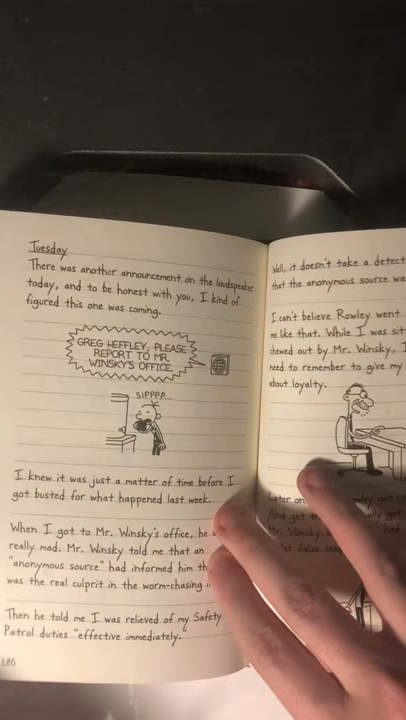 Tuesday
There was another announcement on the loudspeaker
today, and to be honest with you, I kind of
figured this one was coming.
GREG HEFFLEY, PLEASE
REPORT TO MR.
WINSKY'S OFFICE.
SIPPPP...
I knew it was just a matter of time before I
got busted for what happened last week.
When I got to Mr. Winsky's office, he
really mad. Mr. Winsky told me that an
"anonymous source" had informed him
was the real culprit in the worm-chasing
Then he told me I was relieved of my Safety
Patrol duties "effective immediately."
186
Well, it doesn't take a
that the anonymous source
I can't believe Rowley went
me like that. While I was
chewed out by Mr. Winsky, I
need to remember to give my
about loyalty.
Later on
And get
Mr. Winsky had